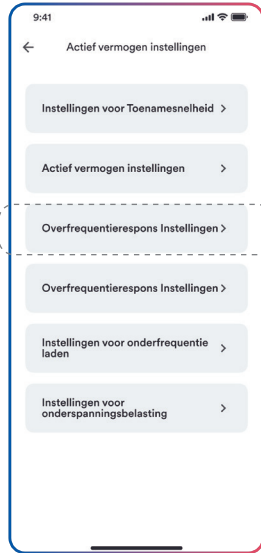 9:41
Actief vermogen instellingen
Instellingen voor Toenamesnelheid
Actief vermogen instellingen
Overfrequentierespons Instellingen
Overfrequentierespons Instellingen
Instellingen voor onderfrequentie
laden
Instellingen voor
onderspanningsbelasting